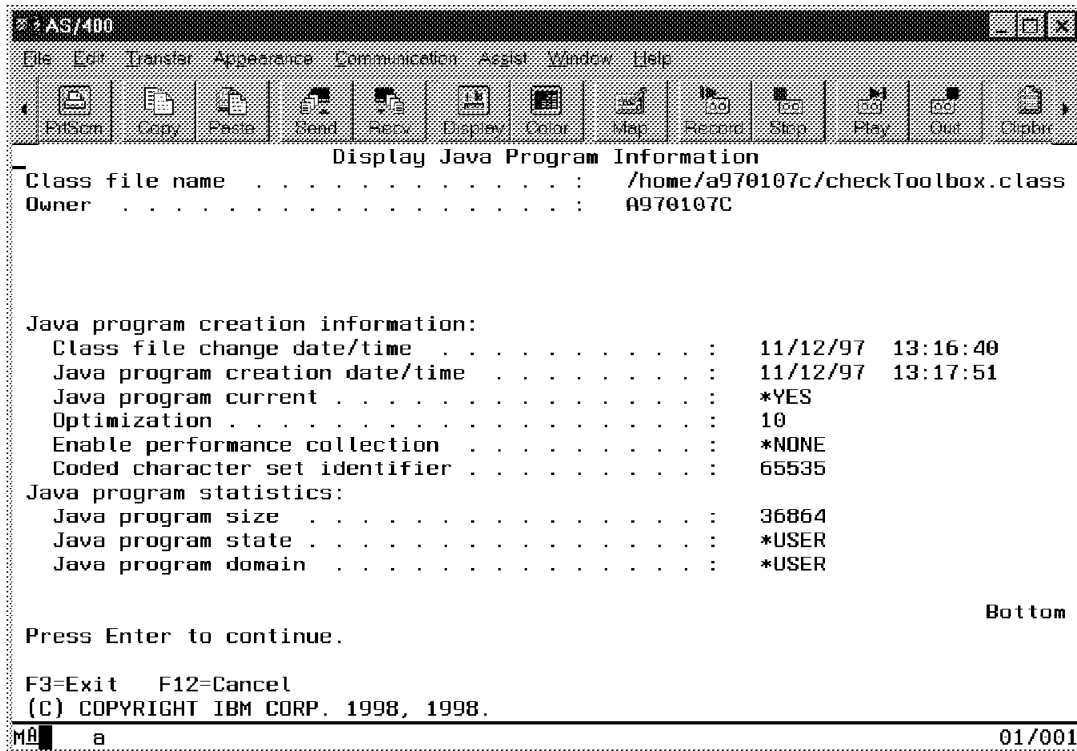 AS/400
File Edit Transfer Appearance Communication Assist Window Help
PrtScrn Copy Paste Send Recv Display Color Map Record Stop Play Quit Clipbrd
Display Java Program Information
Class file name . . . . . . . . . . . . . : /home/a970107c/checkToolbox.class
Owner . . . . . . . . . . . . . . . . . . : A970107C
Java program creation information:
Class file change date/time . . . . . . . . . . : 11/12/97 13:16:40
Java program creation date/time . . . . . . . . : 11/12/97 13:17:51
Java program current . . . . . . . . . . . . . . : *YES
Optimization . . . . . . . . . . . . . . . . . . : 10
Enable performance collection . . . . . . . . . : *NONE
Coded character set identifier . . . . . . . . . : 65535
Java program statistics:
Java program size . . . . . . . . . . . . . . . : 36864
Java program state . . . . . . . . . . . . . . . : *USER
Java program domain . . . . . . . . . . . . . . : *USER
Bottom
Press Enter to continue.
F3=Exit F12=Cancel
(C) COPYRIGHT IBM CORP. 1998, 1998.
MA a 01/001